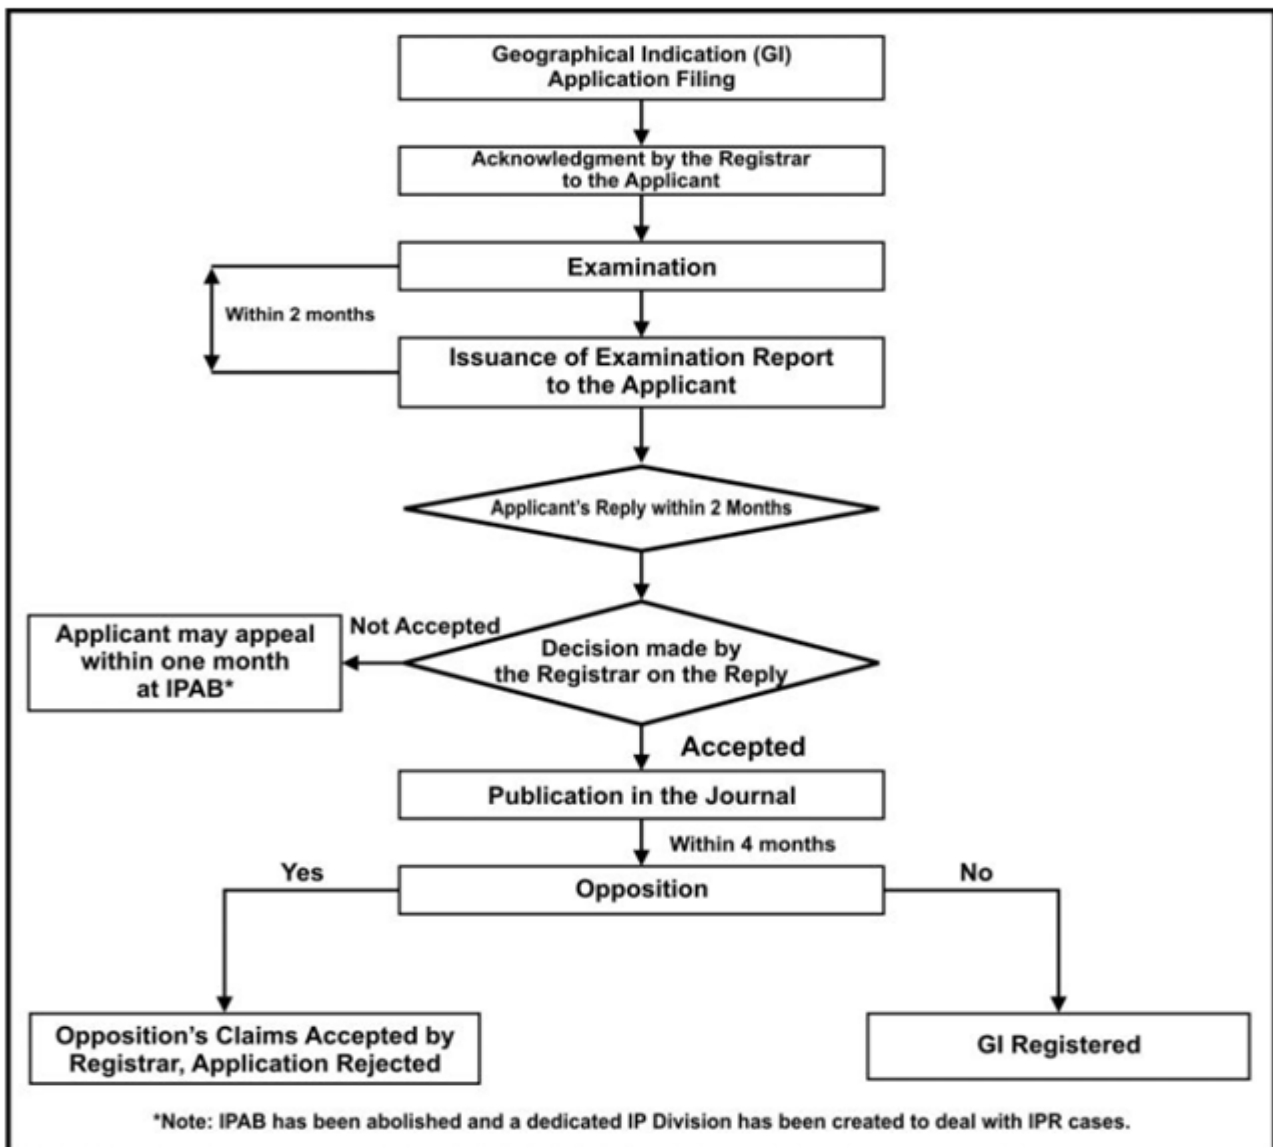 Geographical Indication (GI)
Application Filing
Acknowledgment by the Registrar
to the Applicant
Examination
Within 2 months
Issuance of Examination Report
to the Applicant
Applicant's Reply within 2 Months
Applicant may appeal
within one month
at IPAB*
Not Accepted
Decision made by
the Registrar on the Reply
Accepted
Publication in the Journal
Within 4 months
Yes
Opposition
No
Opposition's Claims Accepted by
Registrar, Application Rejected
GI Registered
*Note: IPAB has been abolished and a dedicated IP Division has been created to deal with IPR cases.